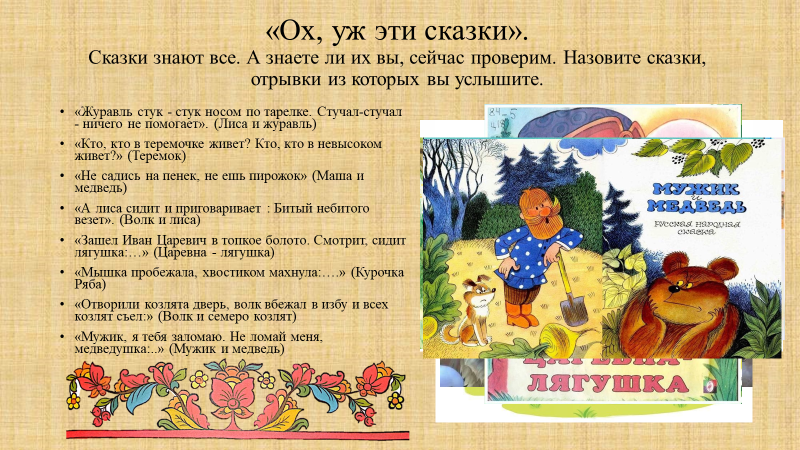 «Ох, уж эти сказки».
Сказки знают все. А знаете ли их вы, сейчас проверим. Назовите сказки,
отрывки из которых вы услышите.
• «Журавль стук - стук носом по тарелке. Стучал-стучал
- ничего не помогает». (Лиса и журавль)
• «Кто, кто в теремочке живет? Кто, кто в невысоком
живет?» (Теремок)
• «Не садись на пенек, не ешь пирожок» (Маша и
медведь)
• «А лиса сидит и приговаривает : Битый небитого
везет». (Волк и лиса)
• «Зашел Иван Царевич в топкое болото. Смотрит, сидит
лягушка:…» (Царевна - лягушка)
• «Мышка пробежала, хвостиком махнула:….» (Курочка
Ряба)
• «Отворили козлята дверь, волк вбежал в избу и всех
козлят съел:» (Волк и семеро козлят)
• «Мужик, я тебя заломаю. Не ломай меня,
медведушка:..» (Мужик и медведь)
МУЖИК
и
МЕДВЕДЬ
РУССКАЯ НАРОДНАЯ
СКАЗКА
ЦАРЕВНА-
ЛЯГУШКА